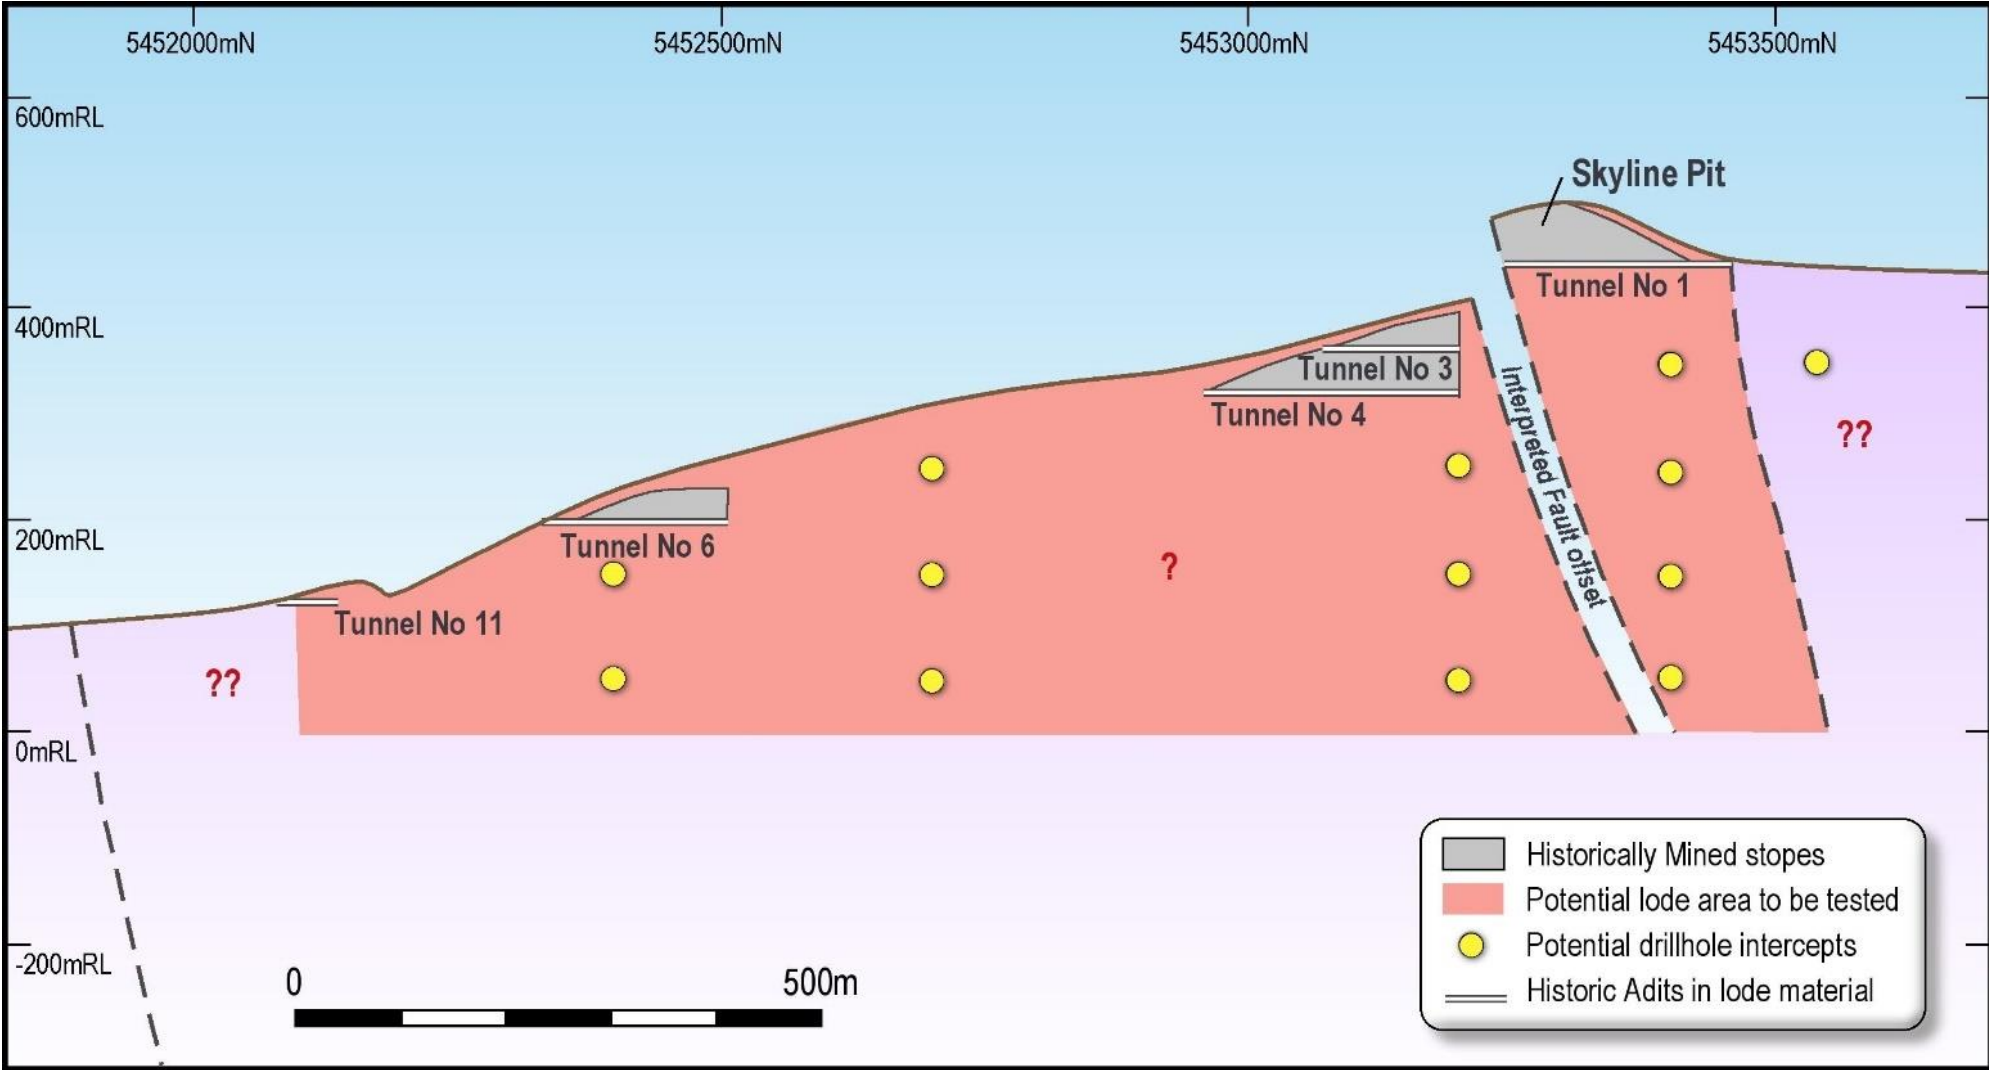 5452000mN
5452500mN
5453000mN
5453500mN
600mRL
Skyline Pit
Tunnel No 1
400mRL
Tunnel No 3
Tunnel No 4
Interpreted Fault offset
??
200mRL
Tunnel No 6
?
Tunnel No 11
??
0mRL
-200mRL
0
500m
Historically Mined stopes
Potential lode area to be tested
Potential drillhole intercepts
Historic Adits in lode material